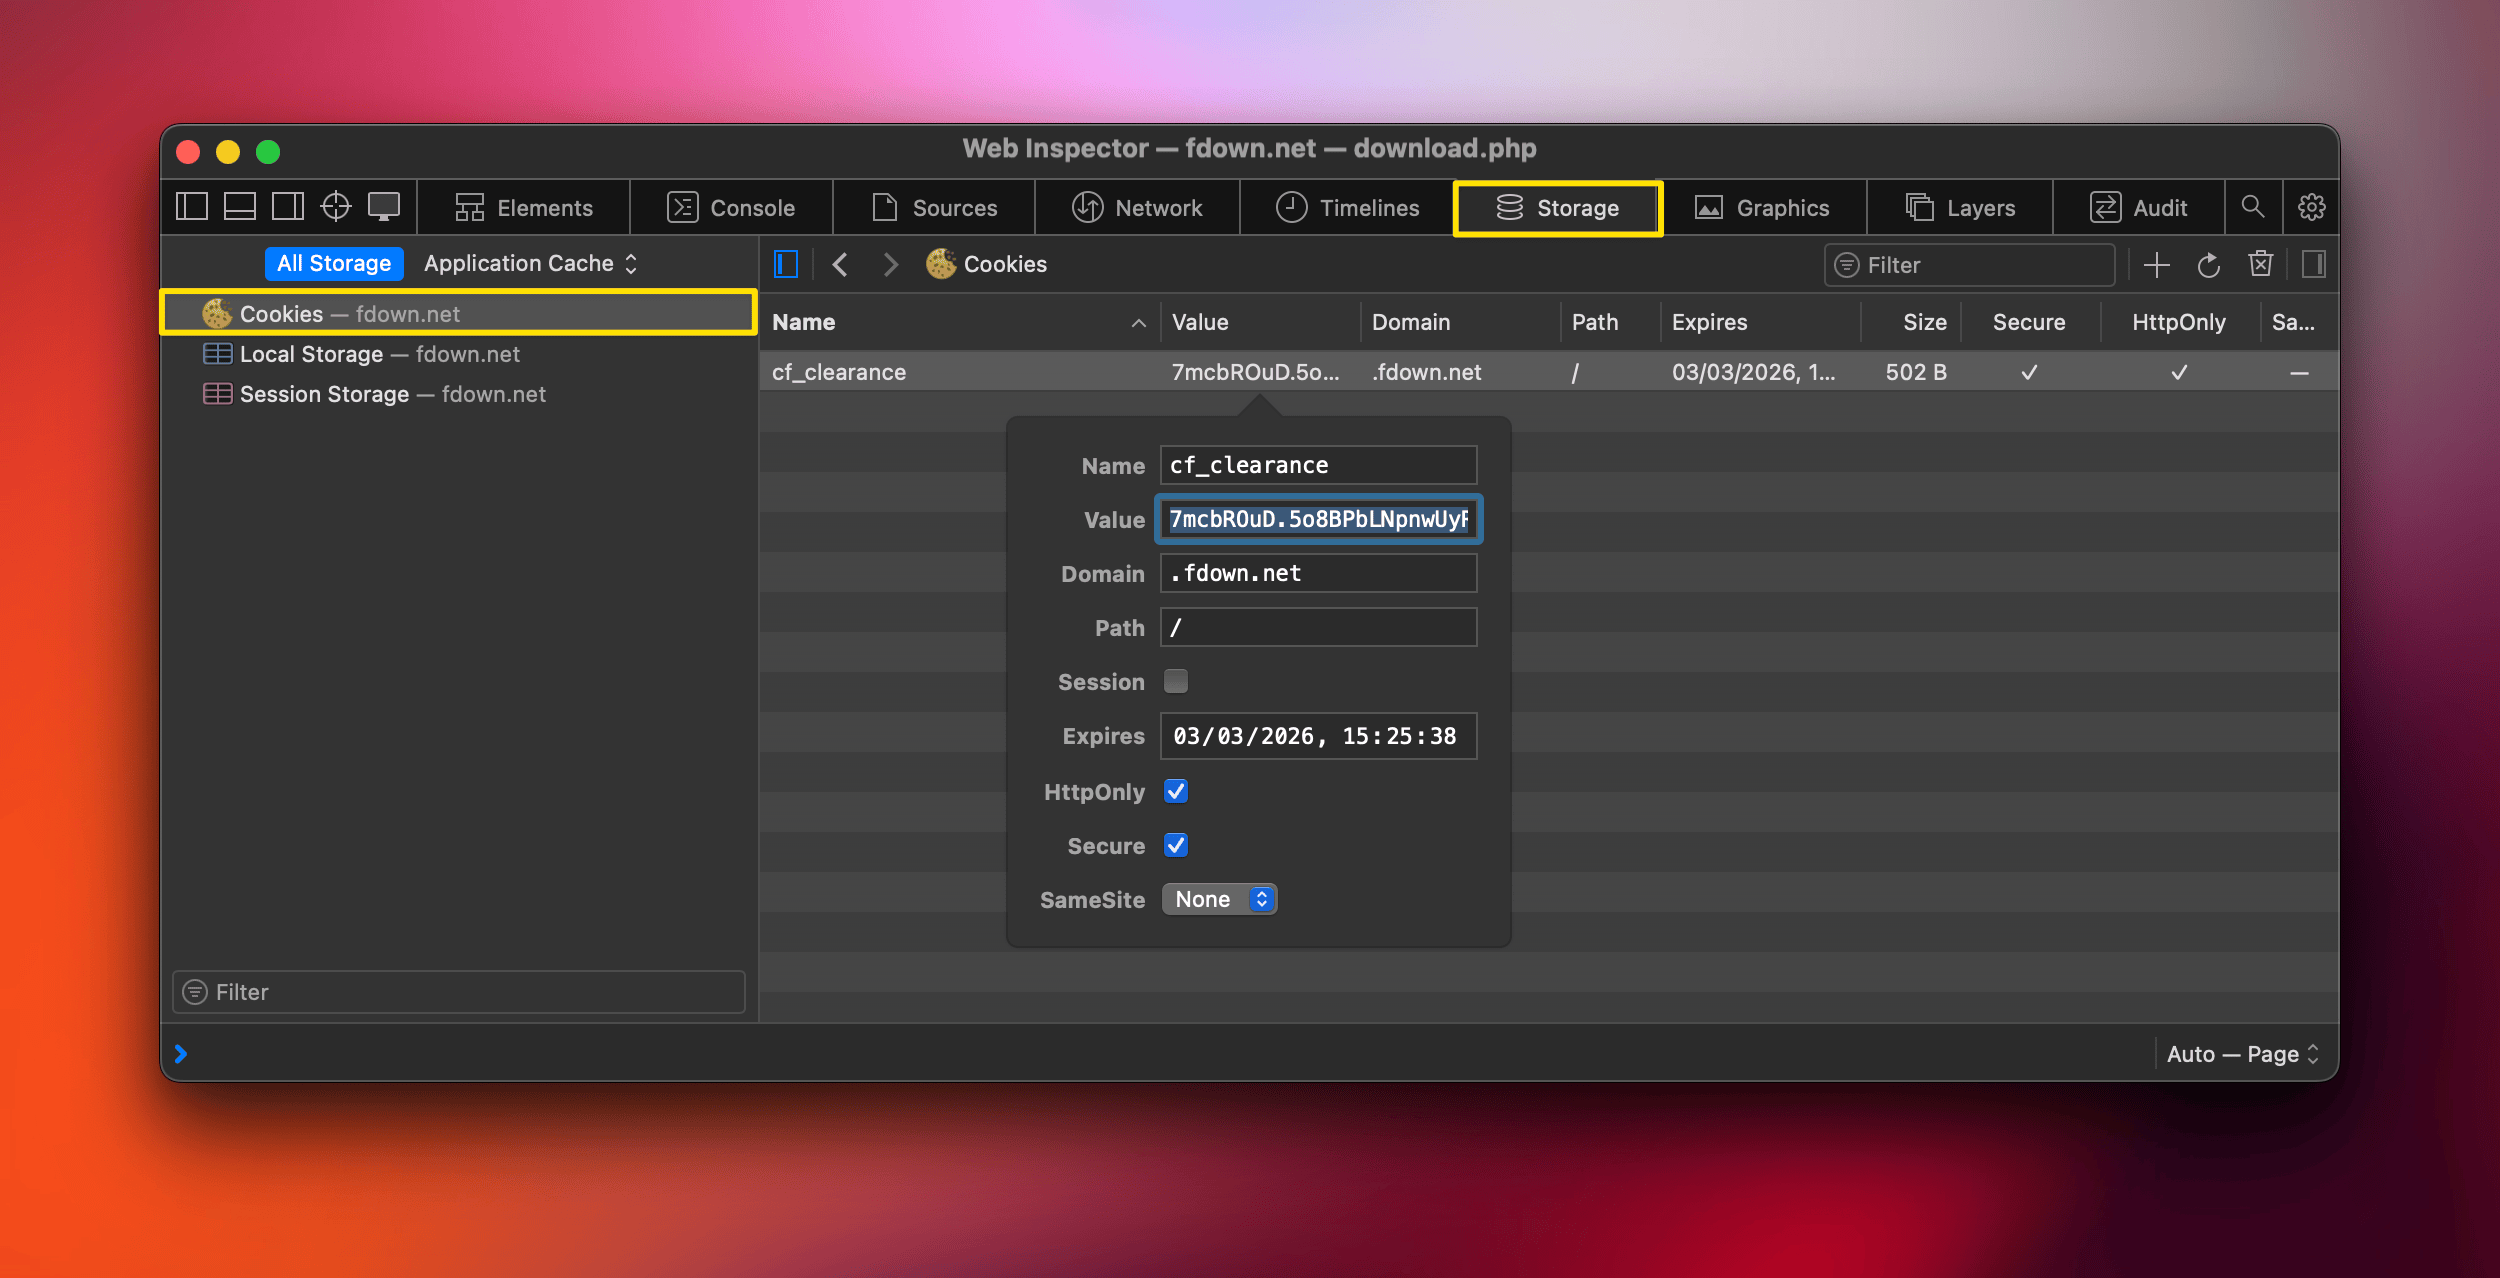 Web Inspector — fdown.net — download.php
Elements Console Sources Network Timelines Storage Graphics Layers Audit
All Storage Application Cache
Cookies
Filter
Cookies — fdown.net
Local Storage — fdown.net
Session Storage — fdown.net
Name Value Domain Path Expires Size Secure HttpOnly Sa...
cf_clearance 7mcbROuD.5o... .fdown.net / 03/03/2026, 1... 502 B ✓ ✓ —
Name cf_clearance
Value 7mcbROuD.5o8BPbLNpnwUyF
Domain .fdown.net
Path /
Session
Expires 03/03/2026, 15:25:38
HttpOnly
Secure
SameSite None
Filter
Auto — Page